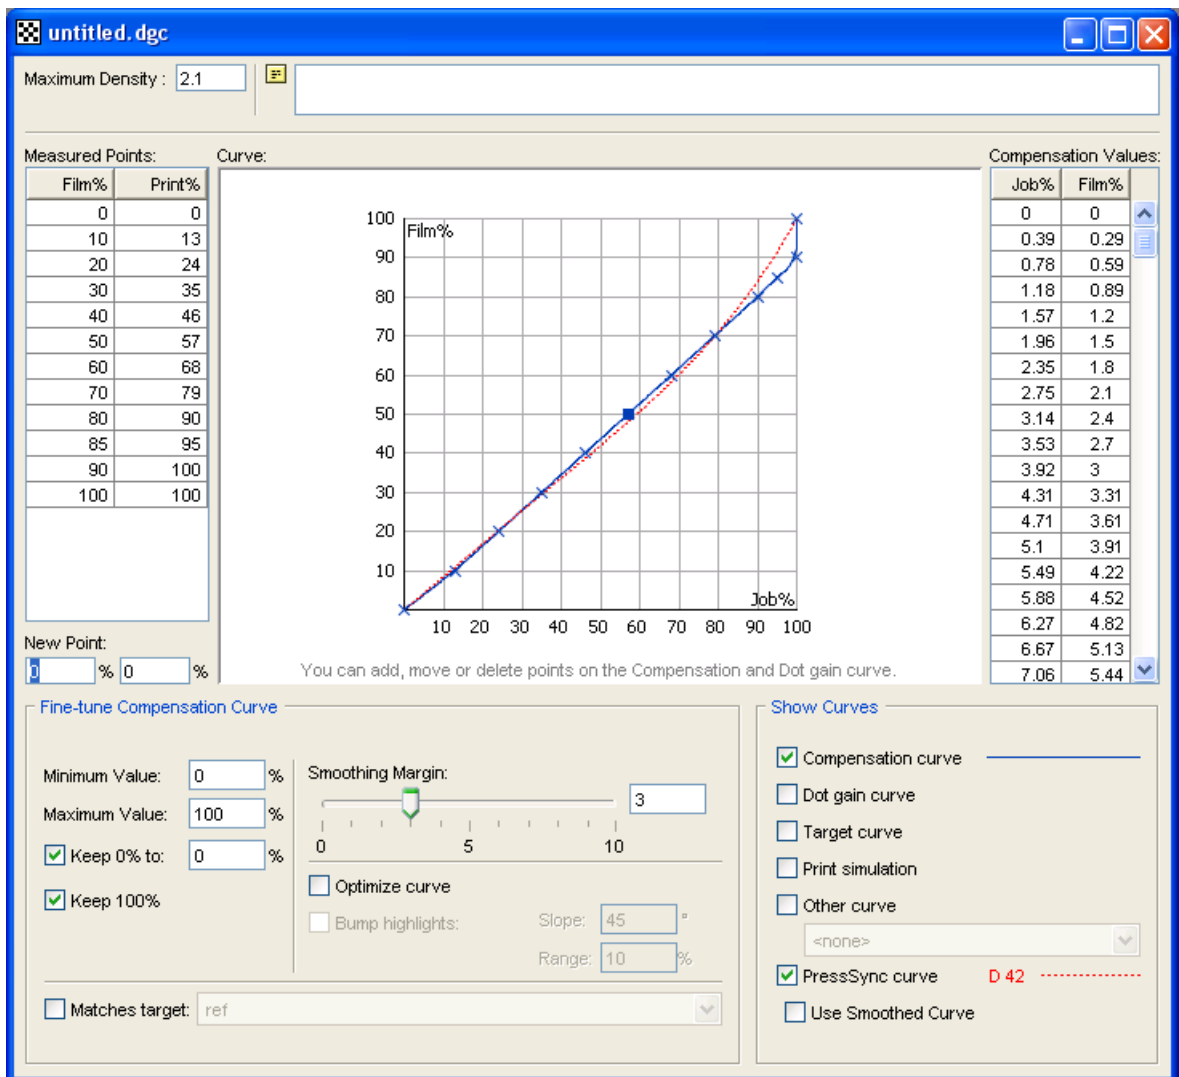 untitled.dgc
Maximum Density : 2.1
Measured Points:
Film% Print%
0 0
10 13
20 24
30 35
40 46
50 57
60 68
70 79
80 90
85 95
90 100
100 100
New Point:
0 % 0 %
Curve:
Film%
100
90
80
70
60
50
40
30
20
10
Job%
10 20 30 40 50 60 70 80 90 100
You can add, move or delete points on the Compensation and Dot gain curve.
Compensation Values:
Job% Film%
0 0
0.39 0.29
0.78 0.59
1.18 0.89
1.57 1.2
1.96 1.5
2.35 1.8
2.75 2.1
3.14 2.4
3.53 2.7
3.92 3
4.31 3.31
4.71 3.61
5.1 3.91
5.49 4.22
5.88 4.52
6.27 4.82
6.67 5.13
7.06 5.44
Fine-tune Compensation Curve
Minimum Value: 0 %
Maximum Value: 100 %
Keep 0% to: 0 %
Keep 100%
Smoothing Margin:
3
0 5 10
Optimize curve
Bump highlights: Slope: 45 °
Range: 10 %
Matches target: ref
Show Curves
Compensation curve
Dot gain curve
Target curve
Print simulation
Other curve
<none>
PressSync curve D 42
Use Smoothed Curve